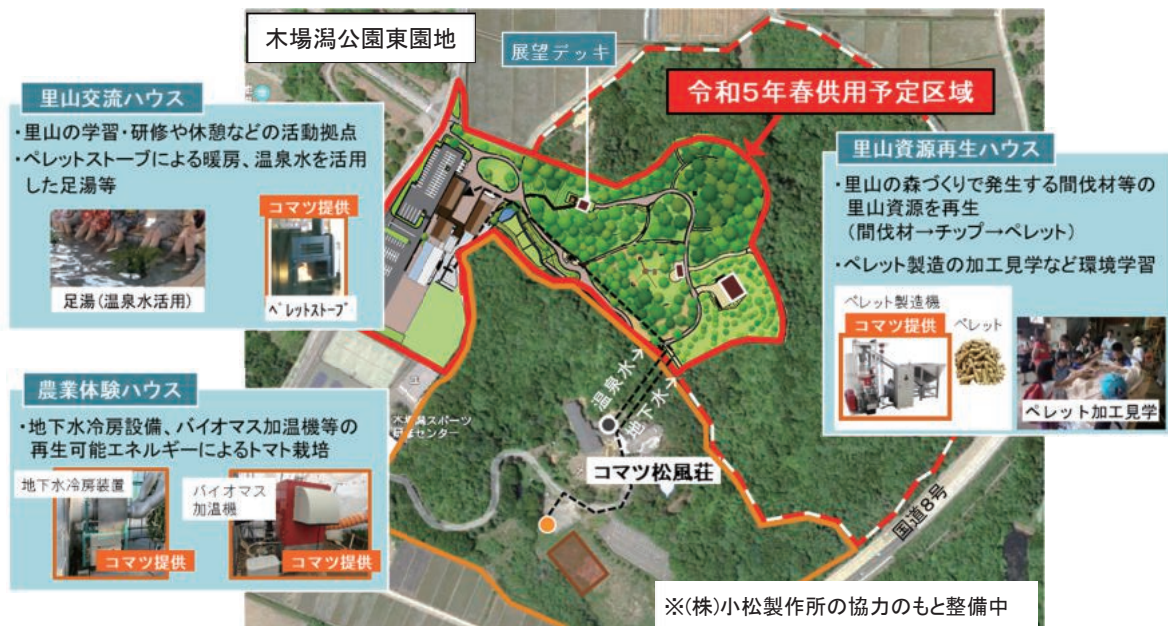 木場潟公園東園地
展望デッキ
令和5年春供用予定区域
里山交流ハウス
・里山の学習・研修や休憩などの活動拠点
・ペレットストーブによる暖房、温泉水を活用
した足湯等
コマツ提供
足湯(温泉水活用)
ペレットストーブ
里山資源再生ハウス
・里山の森づくりで発生する間伐材等の
里山資源を再生
(間伐材→チップ→ペレット)
・ペレット製造の加工見学など環境学習
ペレット製造機
コマツ提供
ペレット
ペレット加工見学
農業体験ハウス
・地下水冷房設備、バイオマス加温機等の
再生可能エネルギーによるトマト栽培
地下水冷房装置
コマツ提供
バイオマス
加温機
コマツ提供
温泉水→
地下水→
木場潟スポーツ
センター
コマツ松風荘
国道8号
※(株)小松製作所の協力のもと整備中